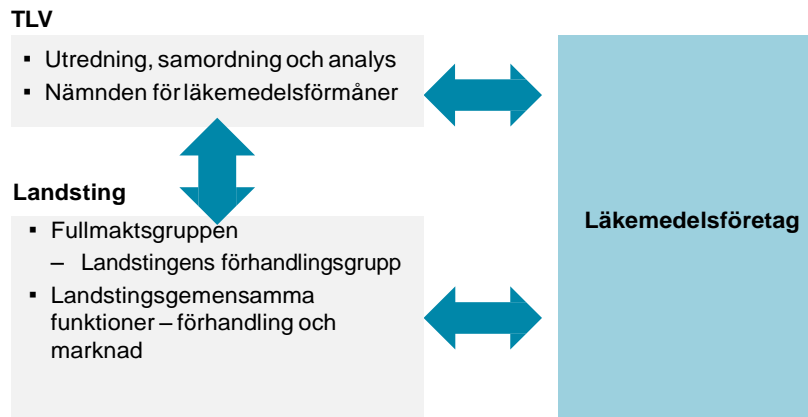 TLV
▪ Utredning, samordning och analys
▪ Nämnden för läkemedelsförmåner
Landsting
▪ Fullmaktsgruppen
– Landstingens förhandlingsgrupp
▪ Landstingsgemensamma
funktioner – förhandling och
marknad
Läkemedelsföretag